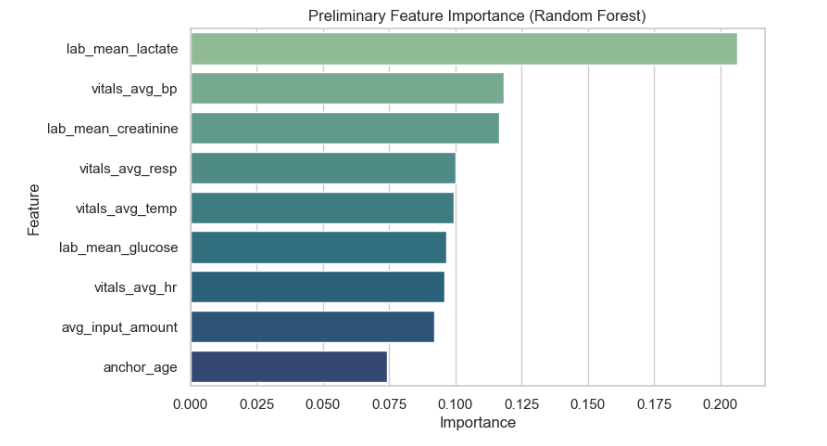 Preliminary Feature Importance (Random Forest)
lab_mean_lactate
vitals_avg_bp
lab_mean_creatinine
vitals_avg_resp
vitals_avg_temp
lab_mean_glucose
vitals_avg_hr
avg_input_amount
anchor_age
Feature
0.000 0.025 0.050 0.075 0.100 0.125 0.150 0.175 0.200
Importance